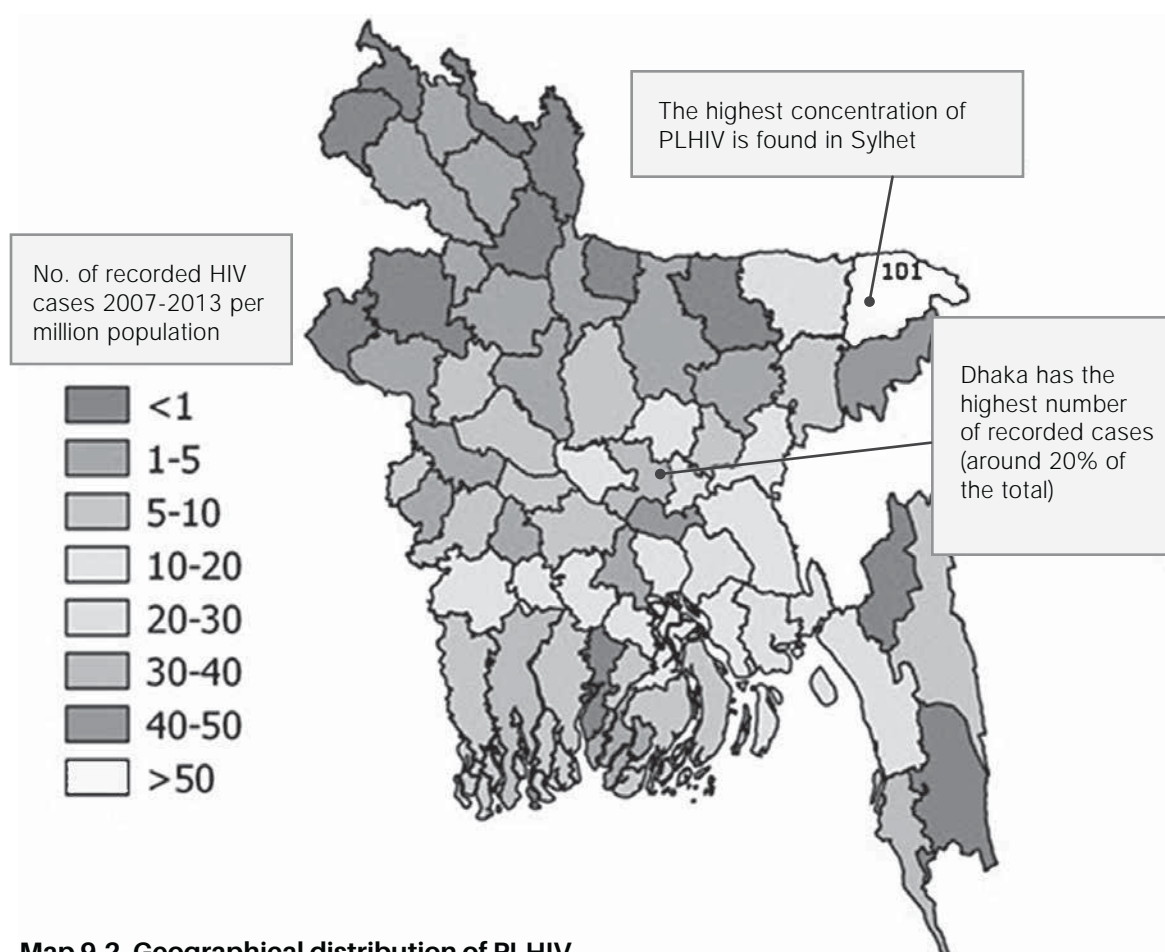 The highest concentration of
PLHIV is found in Sylhet
101
No. of recorded HIV
cases 2007-2013 per
million population
Dhaka has the
highest number
of recorded cases
(around 20% of
the total)
<1
1-5
5-10
10-20
20-30
30-40
40-50
>50
Map 9.2 Geographical distribution of PLHIV